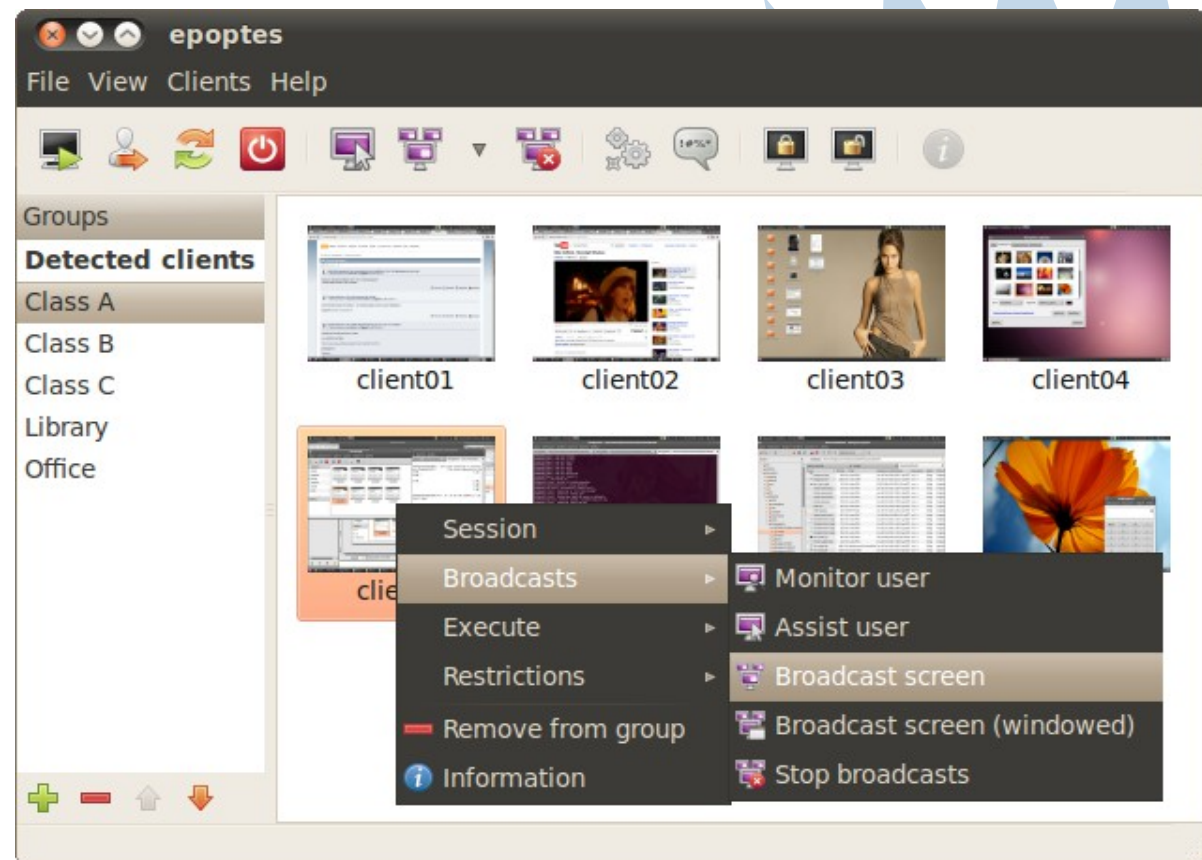 epoptes
File View Clients Help
Groups
Detected clients
Class A
Class B
Class C
Library
Office
client01
client02
client03
client04
clie
Session
Broadcasts
Execute
Restrictions
Remove from group
Information
Monitor user
Assist user
Broadcast screen
Broadcast screen (windowed)
Stop broadcasts